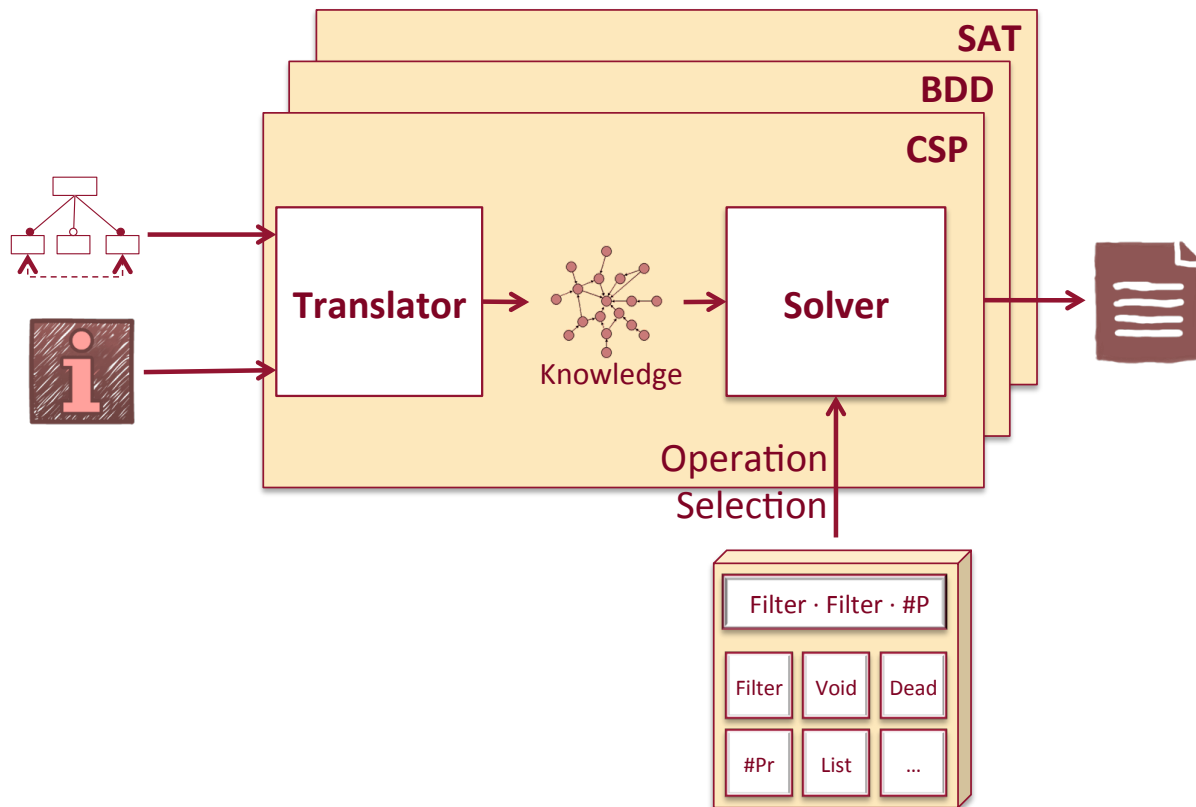 SAT
BDD
CSP
Translator
Solver
Knowledge
Operation
Selection
Filter · Filter · #P
Filter Void Dead
#Pr List ...